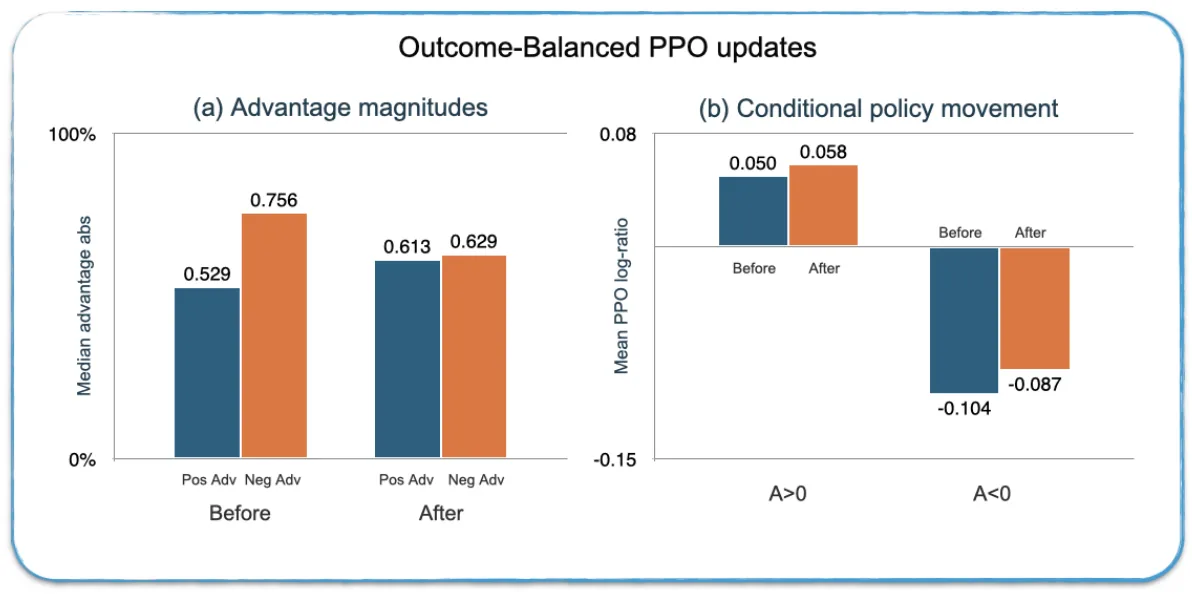 Outcome-Balanced PPO updates
(a) Advantage magnitudes
100%
Median advantage abs
0.529
0.756
0.613
0.629
0%
Pos Adv Neg Adv
Pos Adv Neg Adv
Before
After
(b) Conditional policy movement
0.08
Mean PPO log-ratio
0.050
0.058
Before
After
Before
After
-0.104
-0.087
-0.15
A>0
A<0